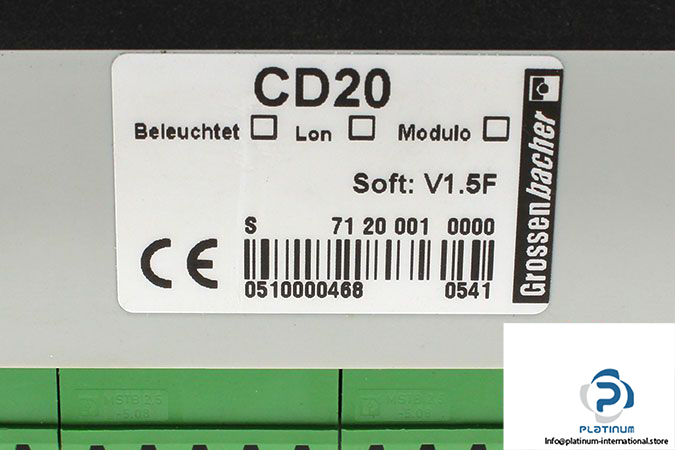 CD20
Beleuchtet Lon Modulo
Soft: V1.5F
S 71 20 001 0000
0510000468 0541
CE
Grossenbacher
MSTB 2,5
-5,08
MSTB 2,5
-5,08
PLATINUM
Info@platinum-international.store